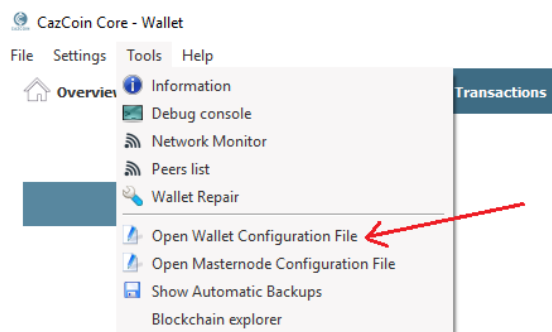 CazCoin Core - Wallet
File Settings Tools Help
Overvie
Transactions
Information
Debug console
Network Monitor
Peers list
Wallet Repair
Open Wallet Configuration File
Open Masternode Configuration File
Show Automatic Backups
Blockchain explorer